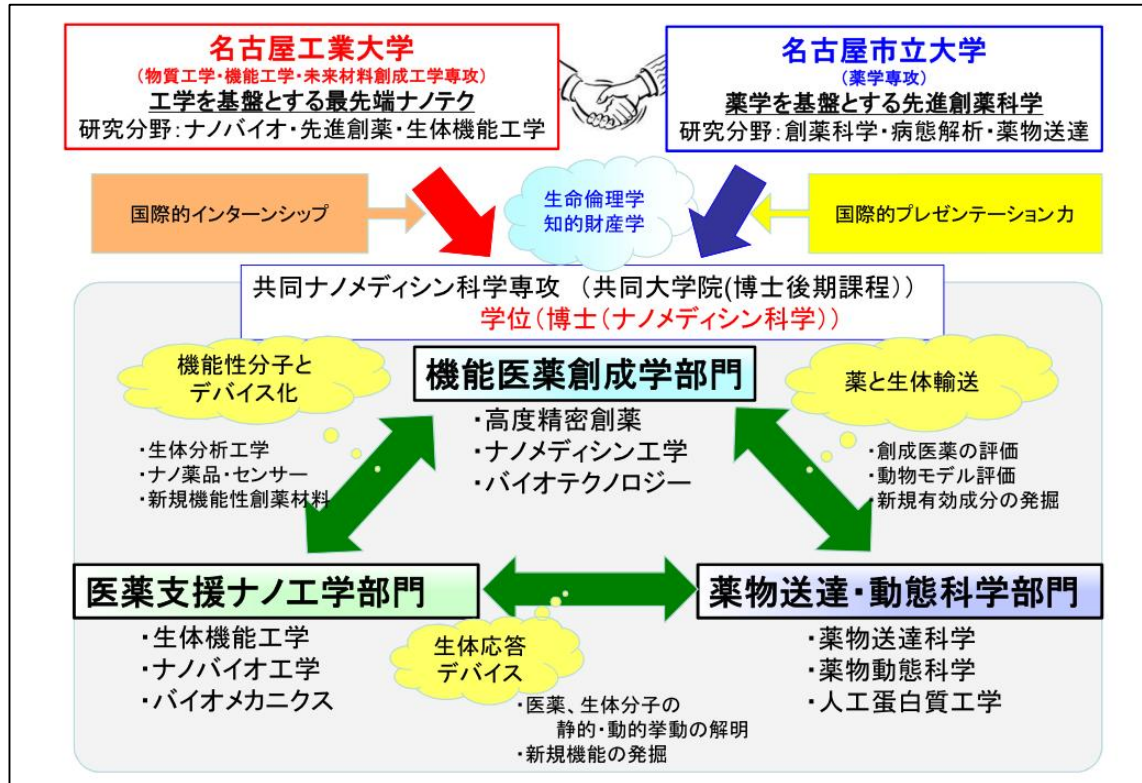 名古屋工業大学
（物質工学・機能工学・未来材料創成工学専攻）
工学を基盤とする最先端ナノテク
研究分野：ナノバイオ・先進創薬・生体機能工学
名古屋市立大学
（薬学専攻）
薬学を基盤とする先進創薬科学
研究分野：創薬科学・病態解析・薬物送達
国際的インターンシップ
生命倫理学
知的財産学
国際的プレゼンテーション力
共同ナノメディシン科学専攻　（共同大学院(博士後期課程））
学位（博士（ナノメディシン科学））
機能性分子と
デバイス化
・生体分析工学
・ナノ薬品・センサー
・新規機能性創薬材料
機能医薬創成学部門
・高度精密創薬
・ナノメディシン工学
・バイオテクノロジー
薬と生体輸送
・創成医薬の評価
・動物モデル評価
・新規有効成分の発掘
医薬支援ナノ工学部門
・生体機能工学
・ナノバイオ工学
・バイオメカニクス
生体応答
デバイス
・医薬、生体分子の
静的・動的挙動の解明
・新規機能の発掘
薬物送達・動態科学部門
・薬物送達科学
・薬物動態科学
・人工蛋白質工学